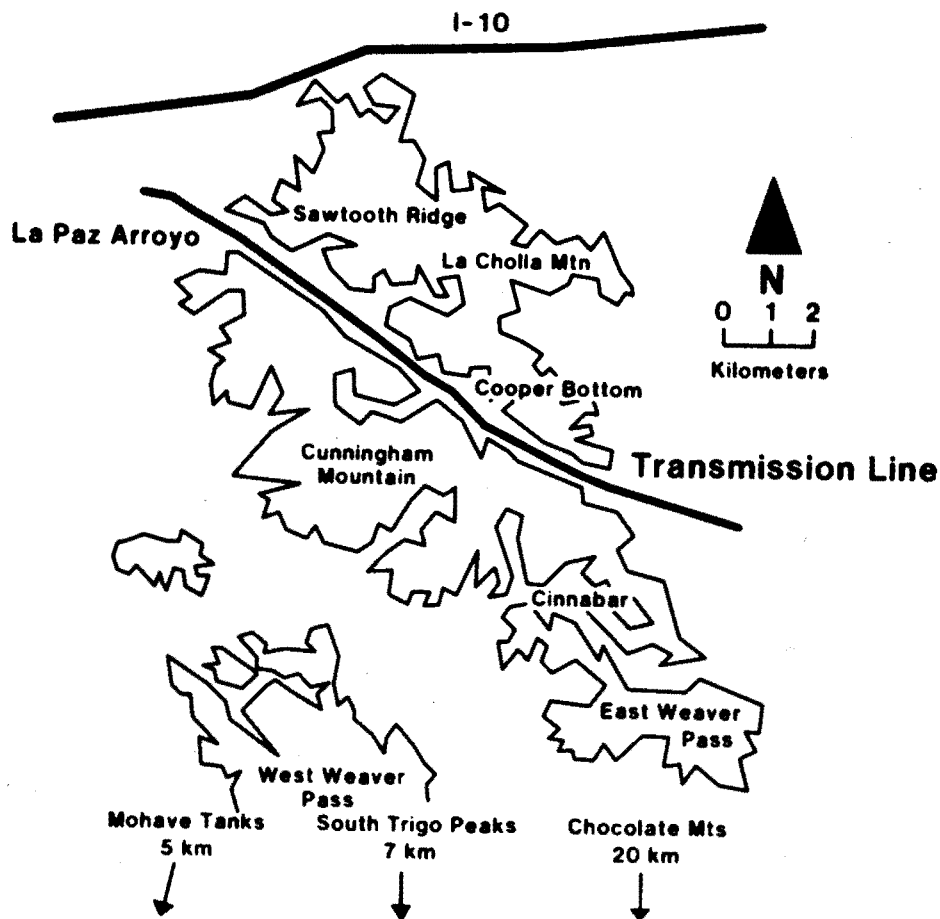 I-10
Sawtooth Ridge
La Paz Arroyo
La Cholla Mtn
N
0 1 2
Kilometers
Cooper Bottom
Cunningham
Mountain
Transmission Line
Cinnabar
East Weaver
Pass
West Weaver
Pass
Mohave Tanks
5 km
South Trigo Peaks
7 km
Chocolate Mts
20 km